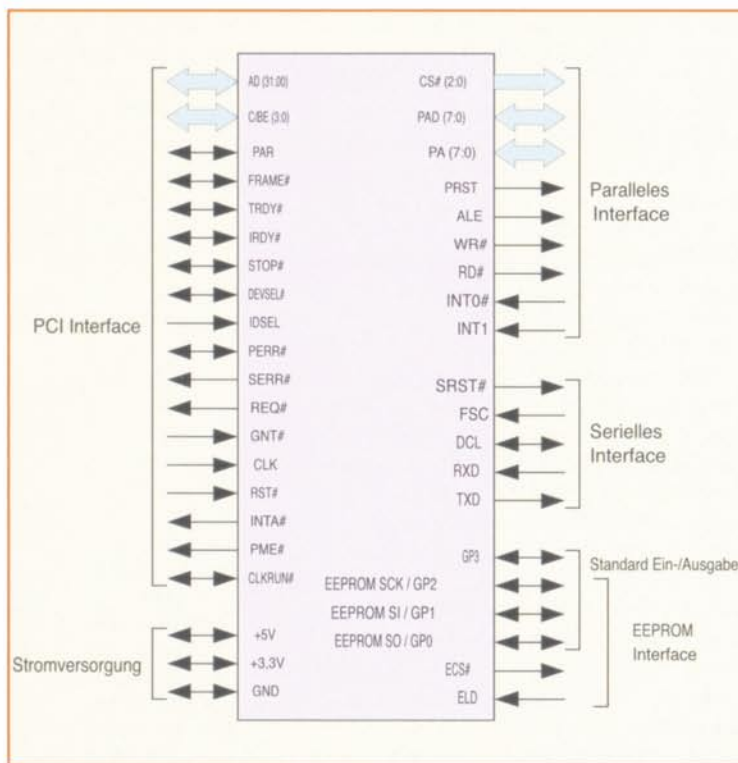 PCI Interface
AD (31:00)
C/BE (3:0)
PAR
FRAME#
TRDY#
IRDY#
STOP#
DEVSEL#
IDSEL
PERR#
SERR#
REQ#
GNT#
CLK
RST#
INTA#
PME#
CLKRUN#
Stromversorgung
+5V
+3,3V
GND
CS# (2:0)
PAD (7:0)
PA (7:0)
PRST
ALE
WR#
RD#
INT0#
INT1
Paralleles
Interface
SRST#
FSC
DCL
RXD
TXD
Serielles
Interface
GP3
EEPROM SCK / GP2
EEPROM SI / GP1
EEPROM SO / GP0
ECS#
ELD
Standard Ein-/Ausgabe
EEPROM
Interface